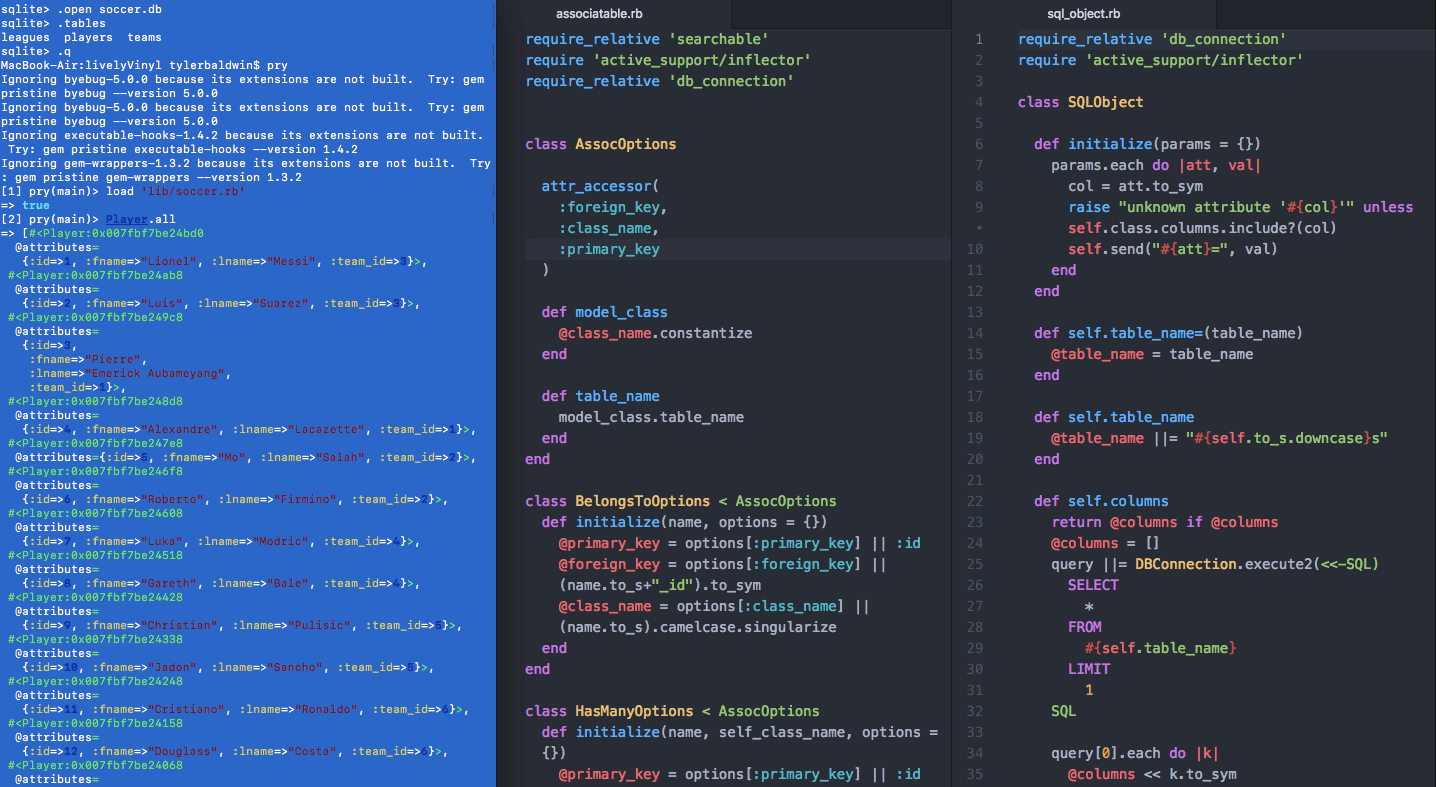 sqlite> .open soccer.db
sqlite> .tables
leagues  players  teams
sqlite> .q
MacBook-Air:livelyVinyl tylerbaldwin$ pry
Ignoring byebug-5.0.0 because its extensions are not built.  Try: gem
pristine byebug --version 5.0.0
Ignoring byebug-5.0.0 because its extensions are not built.  Try: gem
pristine byebug --version 5.0.0
Ignoring executable-hooks-1.4.2 because its extensions are not built.
 Try: gem pristine executable-hooks --version 1.4.2
Ignoring gem-wrappers-1.3.2 because its extensions are not built.  Try
: gem pristine gem-wrappers --version 1.3.2
[1] pry(main)> load 'lib/soccer.rb'
=> true
[2] pry(main)> Player.all
=> [#<Player:0x007fbf7be24bd0
  @attributes=
   {:id=>1, :fname=>"Lionel", :lname=>"Messi", :team_id=>3}>,
 #<Player:0x007fbf7be24ab8
  @attributes=
   {:id=>2, :fname=>"Luis", :lname=>"Suarez", :team_id=>3}>,
 #<Player:0x007fbf7be249c8
  @attributes=
   {:id=>3,
    :fname=>"Pierre",
    :lname=>"Emerick Aubameyang",
    :team_id=>1}>,
 #<Player:0x007fbf7be248d8
  @attributes=
   {:id=>4, :fname=>"Alexandre", :lname=>"Lacazette", :team_id=>1}>,
 #<Player:0x007fbf7be247e8
  @attributes={:id=>5, :fname=>"Mo", :lname=>"Salah", :team_id=>2}>,
 #<Player:0x007fbf7be246f8
  @attributes=
   {:id=>6, :fname=>"Roberto", :lname=>"Firmino", :team_id=>2}>,
 #<Player:0x007fbf7be24608
  @attributes=
   {:id=>7, :fname=>"Luka", :lname=>"Modric", :team_id=>4}>,
 #<Player:0x007fbf7be24518
  @attributes=
   {:id=>8, :fname=>"Gareth", :lname=>"Bale", :team_id=>4}>,
 #<Player:0x007fbf7be24428
  @attributes=
   {:id=>9, :fname=>"Christian", :lname=>"Pulisic", :team_id=>5}>,
 #<Player:0x007fbf7be24338
  @attributes=
   {:id=>10, :fname=>"Jadon", :lname=>"Sancho", :team_id=>5}>,
 #<Player:0x007fbf7be24248
  @attributes=
   {:id=>11, :fname=>"Cristiano", :lname=>"Ronaldo", :team_id=>6}>,
 #<Player:0x007fbf7be24158
  @attributes=
   {:id=>12, :fname=>"Douglass", :lname=>"Costa", :team_id=>6}>,
 #<Player:0x007fbf7be24068
  @attributes=
associatable.rb
require_relative 'searchable'
require 'active_support/inflector'
require_relative 'db_connection'
class AssocOptions
  attr_accessor(
    :foreign_key,
    :class_name,
    :primary_key
  )
  def model_class
    @class_name.constantize
  end
  def table_name
    model_class.table_name
  end
end
class BelongsToOptions < AssocOptions
  def initialize(name, options = {})
    @primary_key = options[:primary_key] || :id
    @foreign_key = options[:foreign_key] ||
    (name.to_s+"_id").to_sym
    @class_name = options[:class_name] ||
    (name.to_s).camelcase.singularize
  end
end
class HasManyOptions < AssocOptions
  def initialize(name, self_class_name, options =
  {})
    @primary_key = options[:primary_key] || :id
sql_object.rb
1 require_relative 'db_connection'
2 require 'active_support/inflector'
3
4 class SQLObject
5
6   def initialize(params = {})
7     params.each do |att, val|
8       col = att.to_sym
9       raise "unknown attribute '#{col}'" unless
•       self.class.columns.include?(col)
10       self.send("#{att}=", val)
11     end
12   end
13
14   def self.table_name=(table_name)
15     @table_name = table_name
16   end
17
18   def self.table_name
19     @table_name ||= "#{self.to_s.downcase}s"
20   end
21
22   def self.columns
23     return @columns if @columns
24     @columns = []
25     query ||= DBConnection.execute2(<<-SQL)
26       SELECT
27         *
28       FROM
29         #{self.table_name}
30       LIMIT
31         1
32     SQL
33
34     query[0].each do |k|
35       @columns << k.to_sym